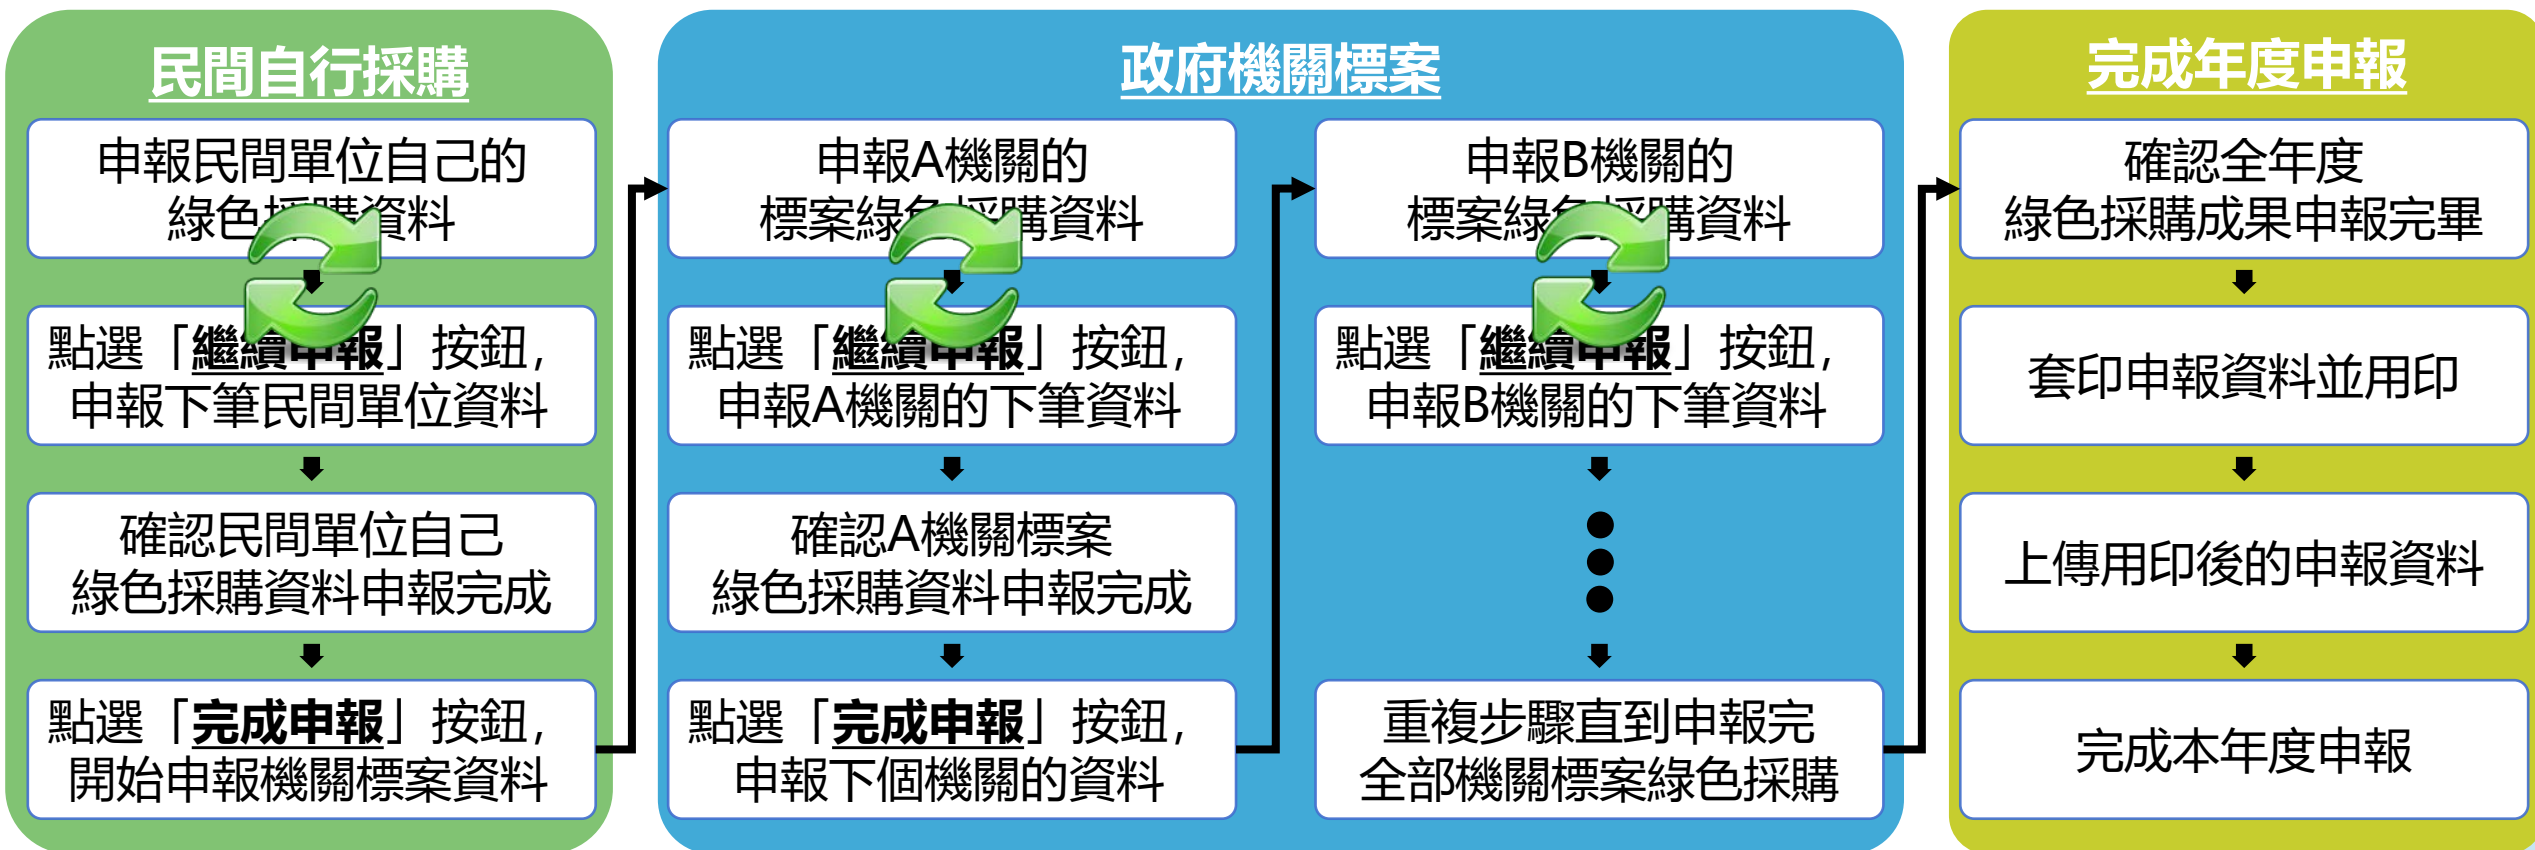 民間自行採購
申報民間單位自己的
綠色採購資料
點選「繼續申報」按鈕，
申報下筆民間單位資料
確認民間單位自己
綠色採購資料申報完成
點選「完成申報」按鈕，
開始申報機關標案資料
政府機關標案
申報A機關的
標案綠色採購資料
點選「繼續申報」按鈕，
申報A機關的下筆資料
確認A機關標案
綠色採購資料申報完成
點選「完成申報」按鈕，
申報下個機關的資料
申報B機關的
標案綠色採購資料
點選「繼續申報」按鈕，
申報B機關的下筆資料
重複步驟直到申報完
全部機關標案綠色採購
完成年度申報
確認全年度
綠色採購成果申報完畢
套印申報資料並用印
上傳用印後的申報資料
完成本年度申報